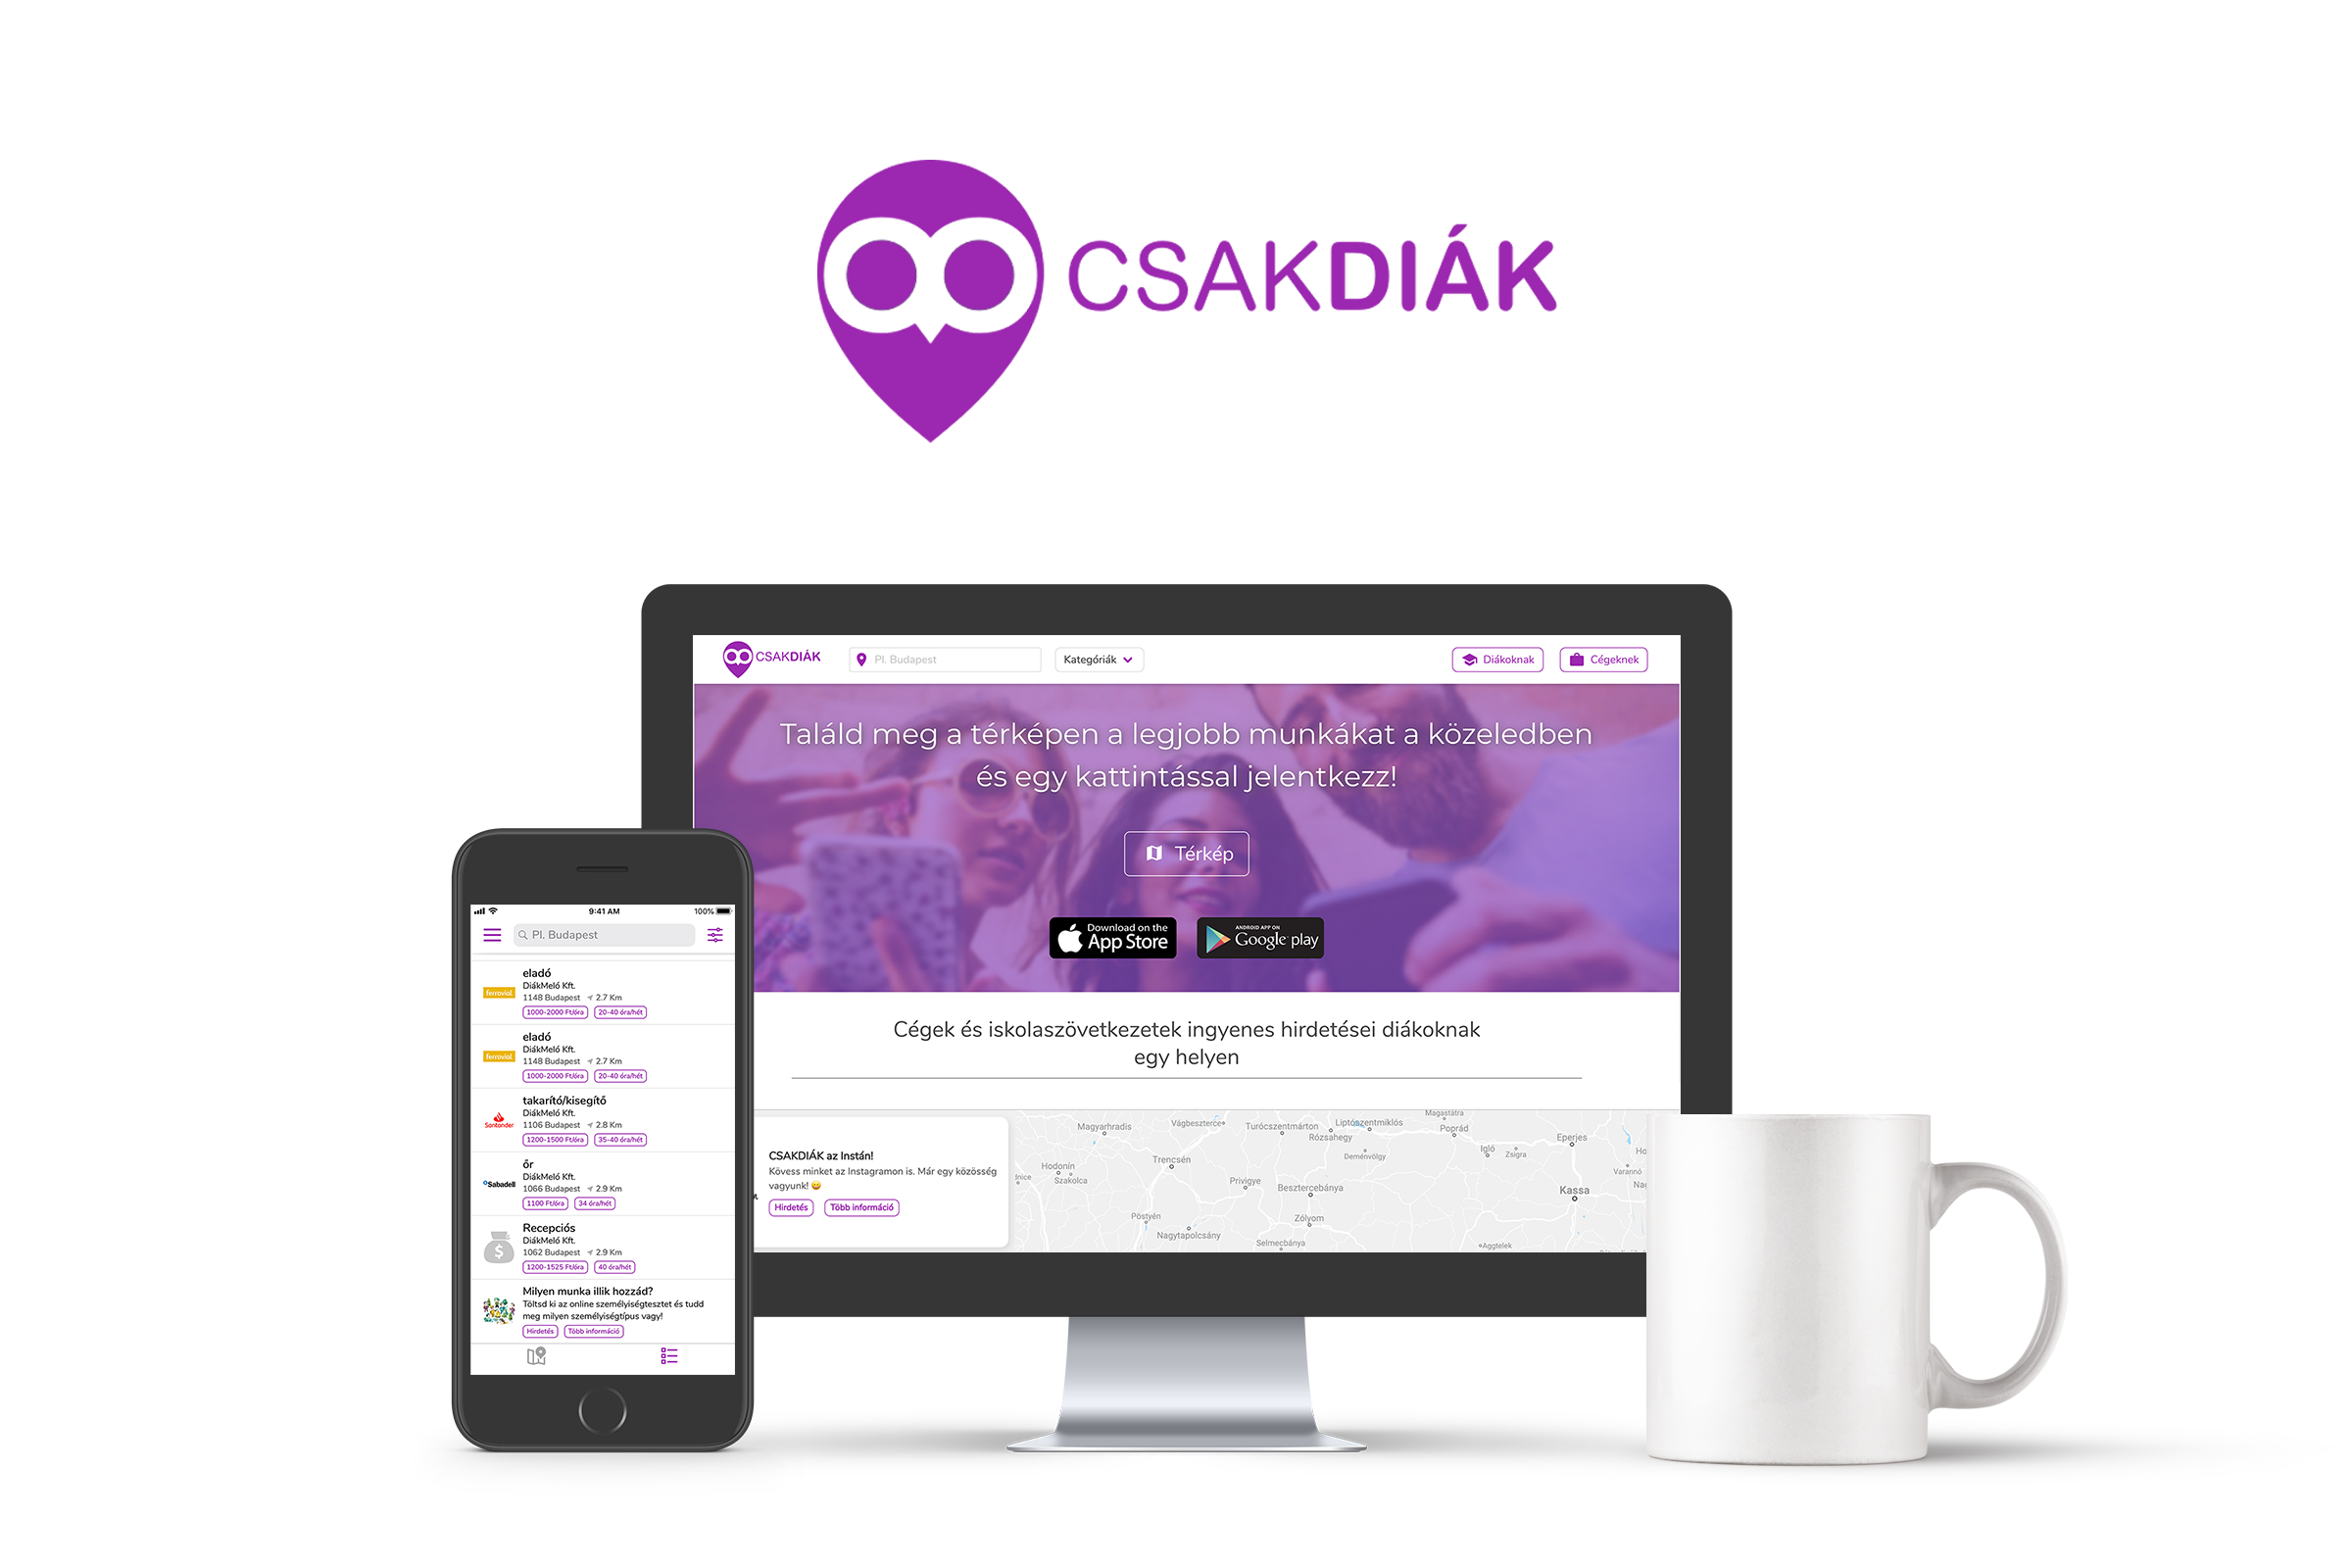 CSAKDIÁK
CSAKDIÁK
Pl. Budapest
Kategóriák
Diákoknak
Cégeknek
Találd meg a térképen a legjobb munkákat a közeledben
és egy kattintással jelentkezz!
Térkép
Download on the
App Store
ANDROID APP ON
Google play
Cégek és iskolaszövetkezetek ingyenes hirdetései diákoknak
egy helyen
CSAKDIÁK az Instán!
Kövess minket az Instagramon is. Már egy közösség
vagyunk! 😄
Hirdetés
Több információ
Magyarhradis
Vágbeszterce
Turócszentmárton
Rózsahegy
Liptószentmiklós
Magastátra
Poprád
Eperjes
Hodonín
Szakolca
Trencsén
Deménvölgy
Igló
Zsigra
Varannó
Privigye
Besztercebánya
Kassa
Pöstyén
Zólyom
Nagytapolcsány
Selmecbánya
Aggtelek
9:41 AM
100%
Pl. Budapest
eladó
ferrovial
DiákMeló Kft.
1148 Budapest 2.7 Km
1000-2000 Ft/óra 20-40 óra/hét
eladó
ferrovial
DiákMeló Kft.
1148 Budapest 2.7 Km
1000-2000 Ft/óra 20-40 óra/hét
takarító/kisegítő
Santander
DiákMeló Kft.
1106 Budapest 2.8 Km
1200-1500 Ft/óra 35-40 óra/hét
őr
Sabadell
DiákMeló Kft.
1066 Budapest 2.9 Km
1100 Ft/óra 34 óra/hét
Recepciós
DiákMeló Kft.
1062 Budapest 2.9 Km
1200-1525 Ft/óra 40 óra/hét
Milyen munka illik hozzád?
Töltsd ki az online személyiségtesztet és tudd
meg milyen személyiségtípus vagy!
Hirdetés Több információ